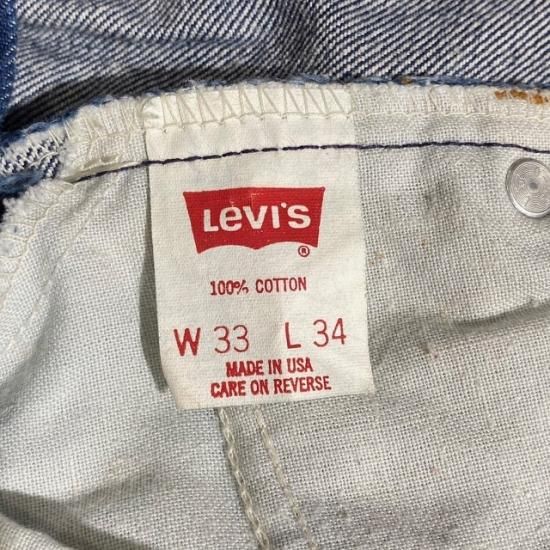 LEVI'S
®
100% COTTON
W 33 L 34
MADE IN USA
CARE ON REVERSE